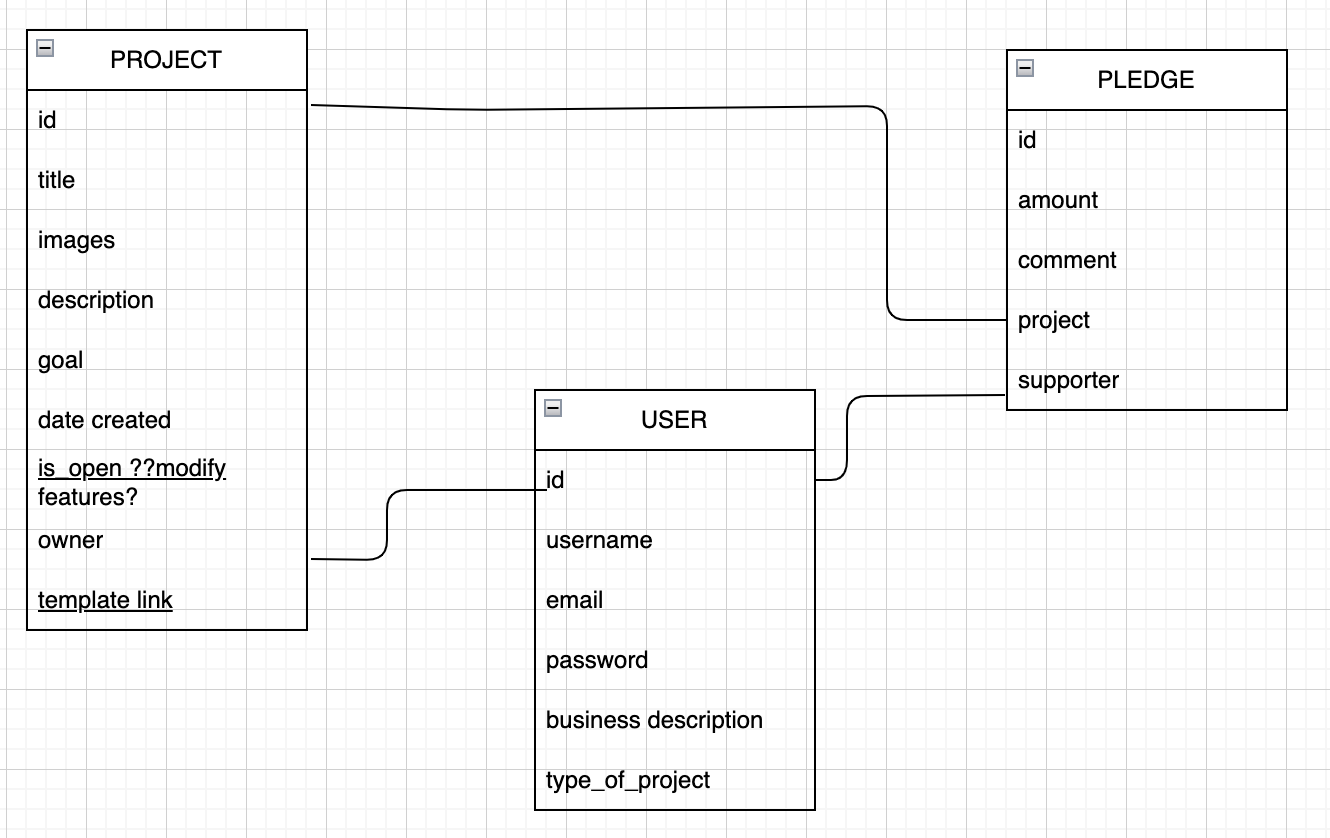 PROJECT
id
title
images
description
goal
date created
is_open ??modify
features?
owner
template link
USER
id
username
email
password
business description
type_of_project
PLEDGE
id
amount
comment
project
supporter